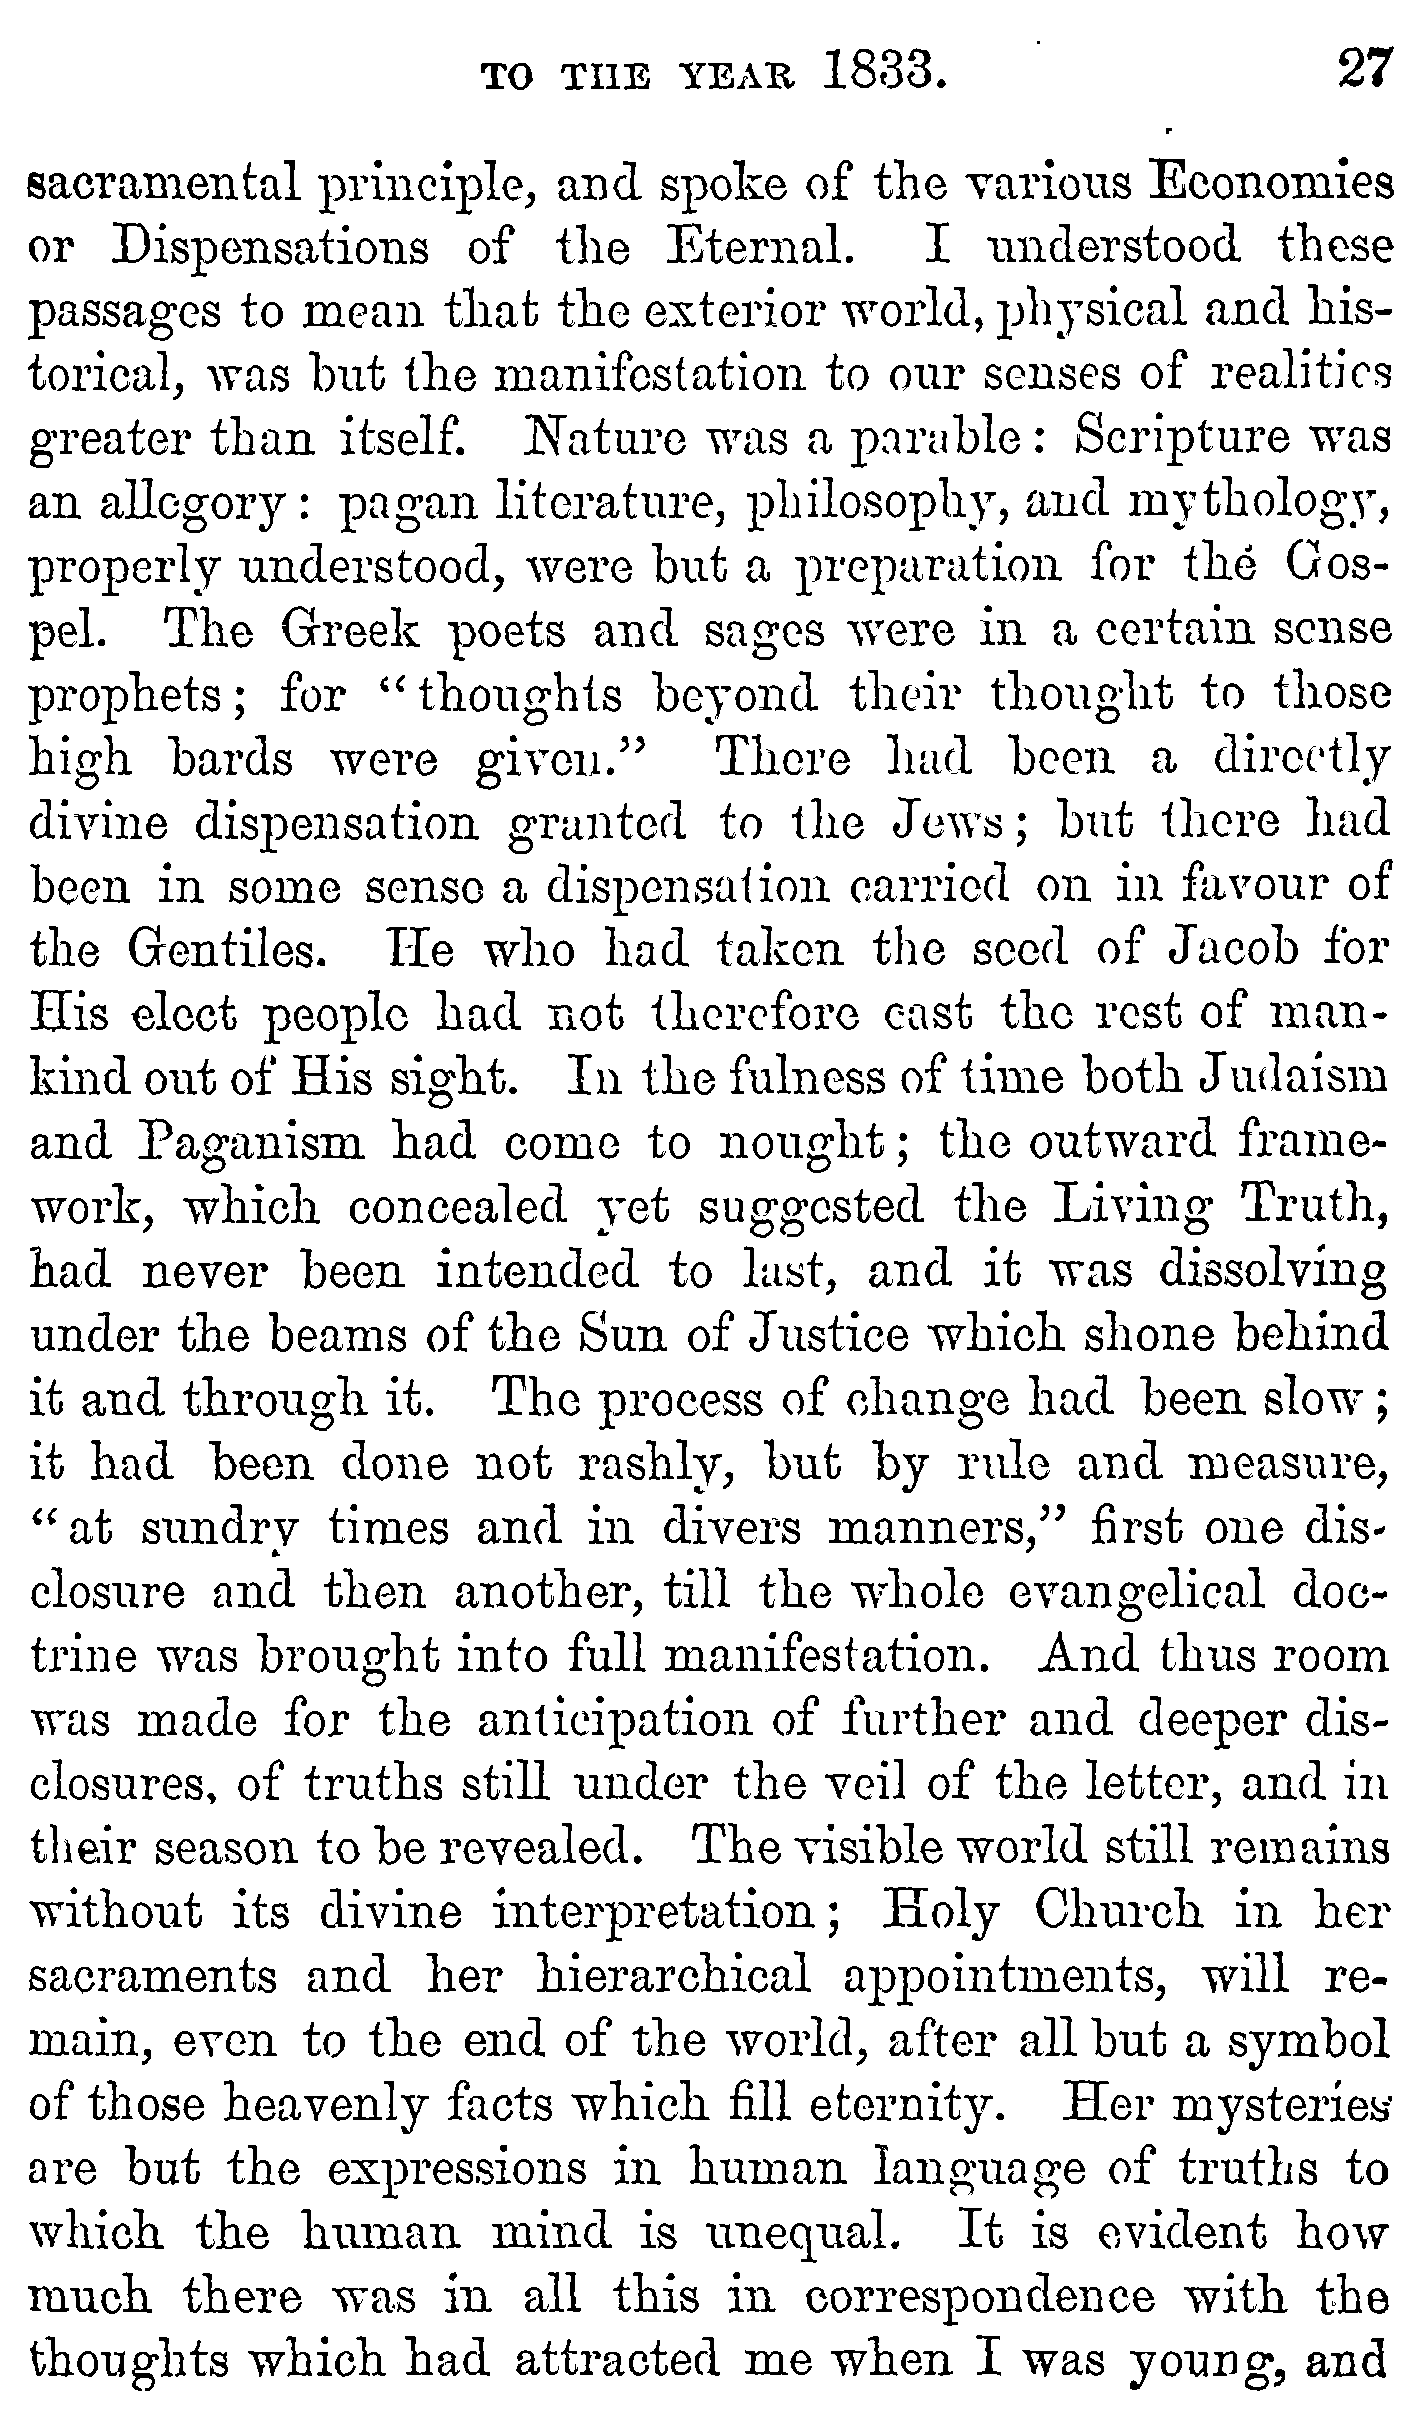 TO THE YEAR 1833. 27
sacramental principle, and spoke of the various Economies
or Dispensations of the Eternal. I understood these
passages to mean that the exterior world, physical and his-
torical, was but the manifestation to our senses of realities
greater than itself. Nature was a parable: Scripture was
an allegory: pagan literature, philosophy, and mythology,
properly understood, were but a preparation for the Gos-
pel. The Greek poets and sages were in a certain sense
prophets; for "thoughts beyond their thought to those
high bards were given." There had been a directly
divine dispensation granted to the Jews; but there had
been in some sense a dispensation carried on in favour of
the Gentiles. He who had taken the seed of Jacob for
His elect people had not therefore cast the rest of man-
kind out of His sight. In the fulness of time both Judaism
and Paganism had come to nought; the outward frame-
work, which concealed yet suggested the Living Truth,
had never been intended to last, and it was dissolving
under the beams of the Sun of Justice which shone behind
it and through it. The process of change had been slow;
it had been done not rashly, but by rule and measure,
"at sundry times and in divers manners," first one dis-
closure and then another, till the whole evangelical doc-
trine was brought into full manifestation. And thus room
was made for the anticipation of further and deeper dis-
closures, of truths still under the veil of the letter, and in
their season to be revealed. The visible world still remains
without its divine interpretation; Holy Church in her
sacraments and her hierarchical appointments, will re-
main, even to the end of the world, after all but a symbol
of those heavenly facts which fill eternity. Her mysteries
are but the expressions in human language of truths to
which the human mind is unequal. It is evident how
much there was in all this in correspondence with the
thoughts which had attracted me when I was young, and